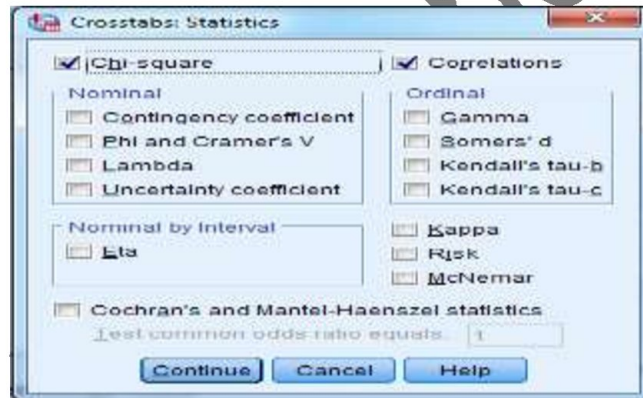 Crosstabs: Statistics
Chi-square
Correlations
Nominal
Contingency coefficient
Phi and Cramer's V
Lambda
Uncertainty coefficient
Ordinal
Gamma
Somers' d
Kendall's tau-b
Kendall's tau-c
Nominal by Interval
Eta
Kappa
Risk
McNemar
Cochran's and Mantel-Haenszel statistics
Test common odds ratio equals: 1
Continue Cancel Help